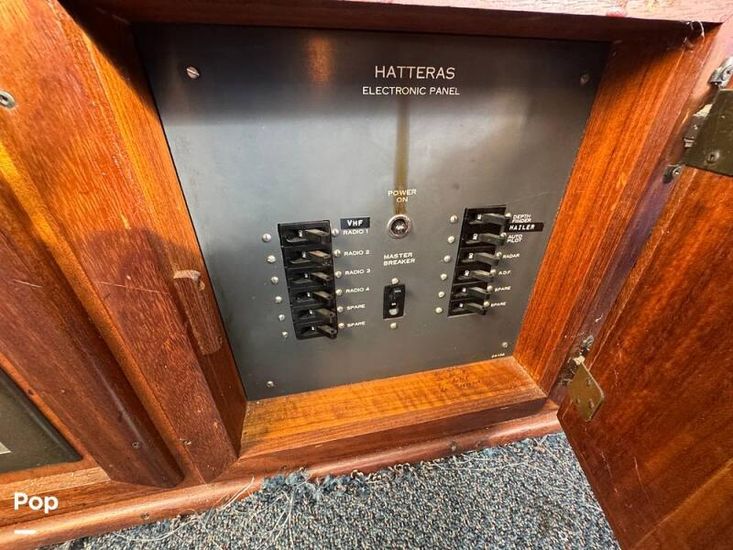 HATTERAS
ELECTRONIC PANEL
POWER
ON
VHF
RADIO 1
RADIO 2
RADIO 3
RADIO 4
SPARE
SPARE
MASTER
BREAKER
DEPTH
FINDER
HAILER
AUTO
PILOT
RADAR
A.D.F.
SPARE
SPARE
Pop